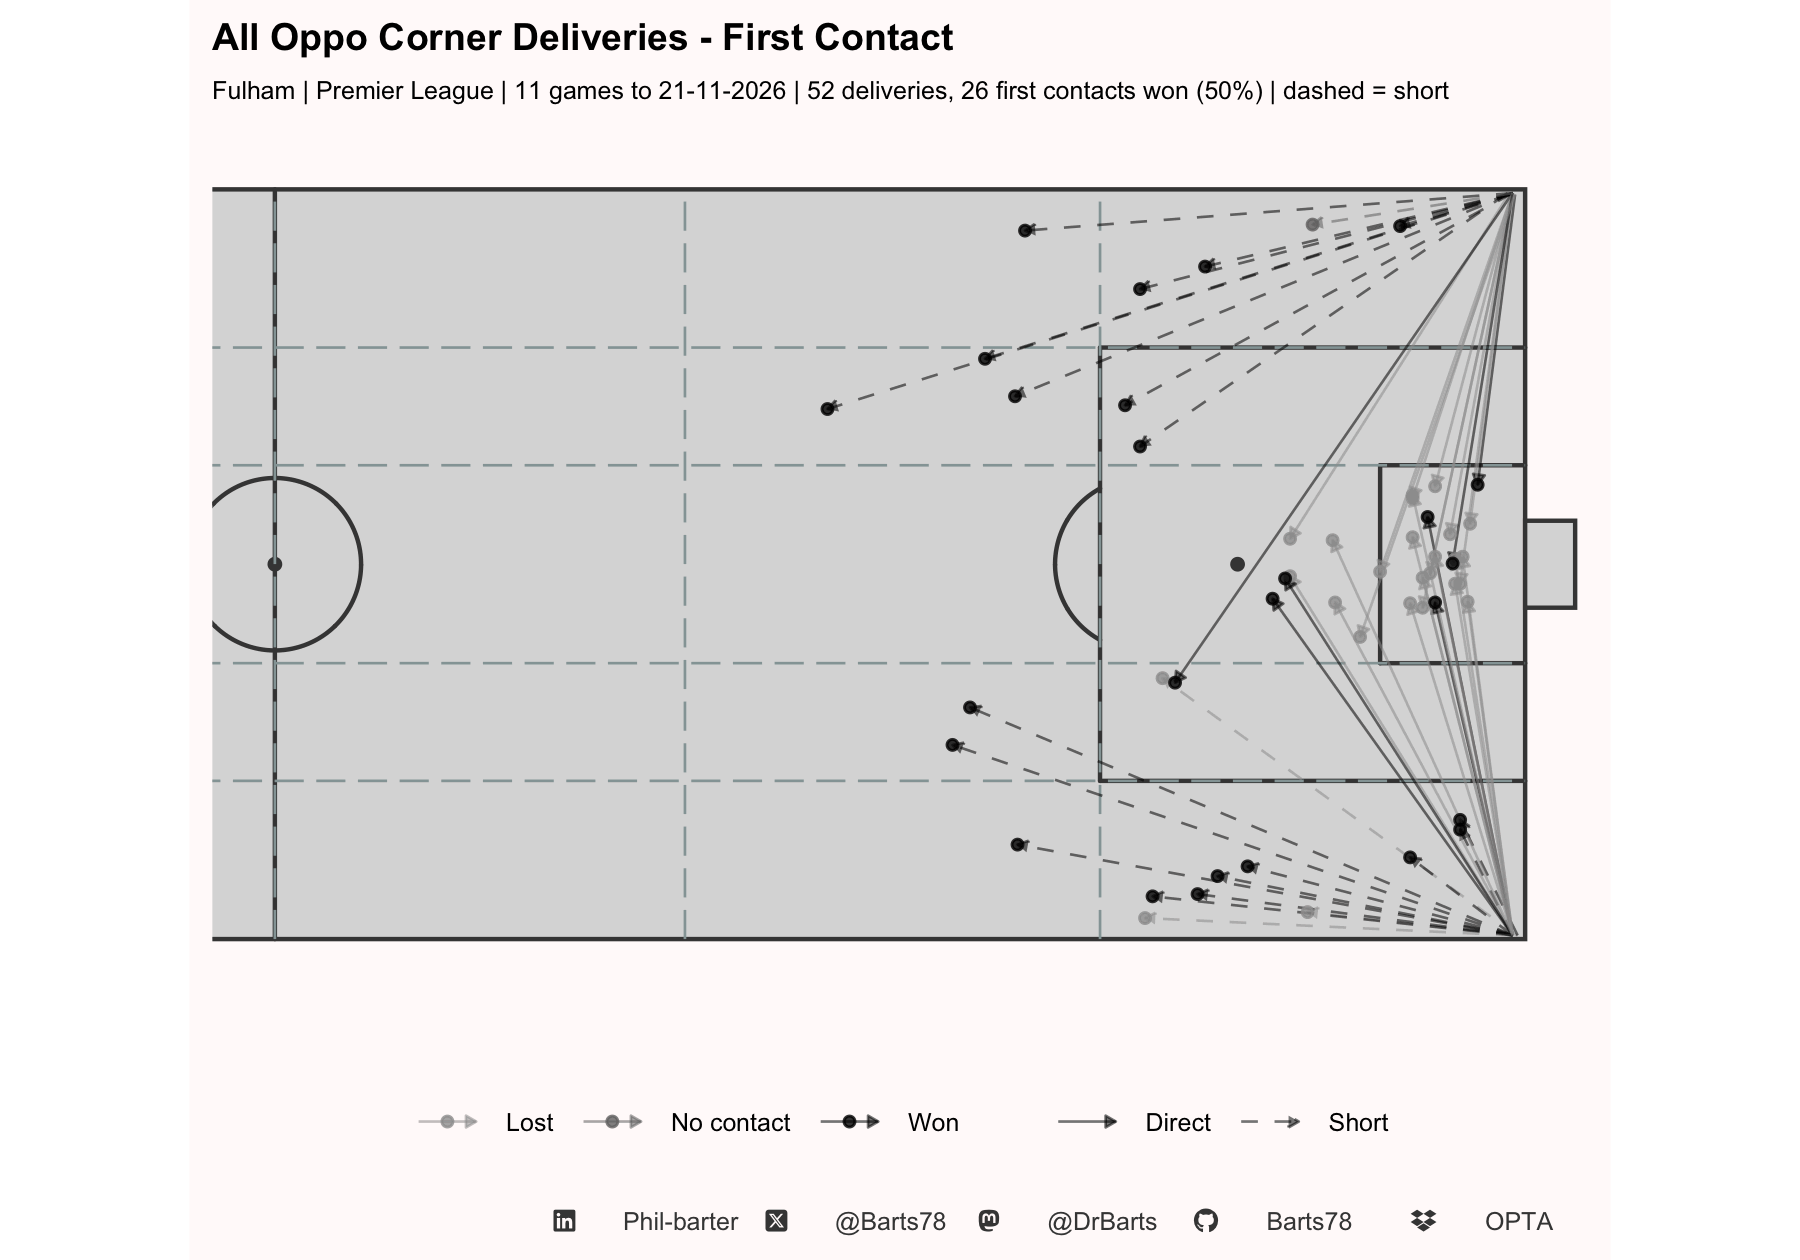 All Oppo Corner Deliveries - First Contact
Fulham | Premier League | 11 games to 21-11-2026 | 52 deliveries, 26 first contacts won (50%) | dashed = short
Lost No contact Won Direct Short
Phil-barter @Barts78 @DrBarts Barts78 OPTA